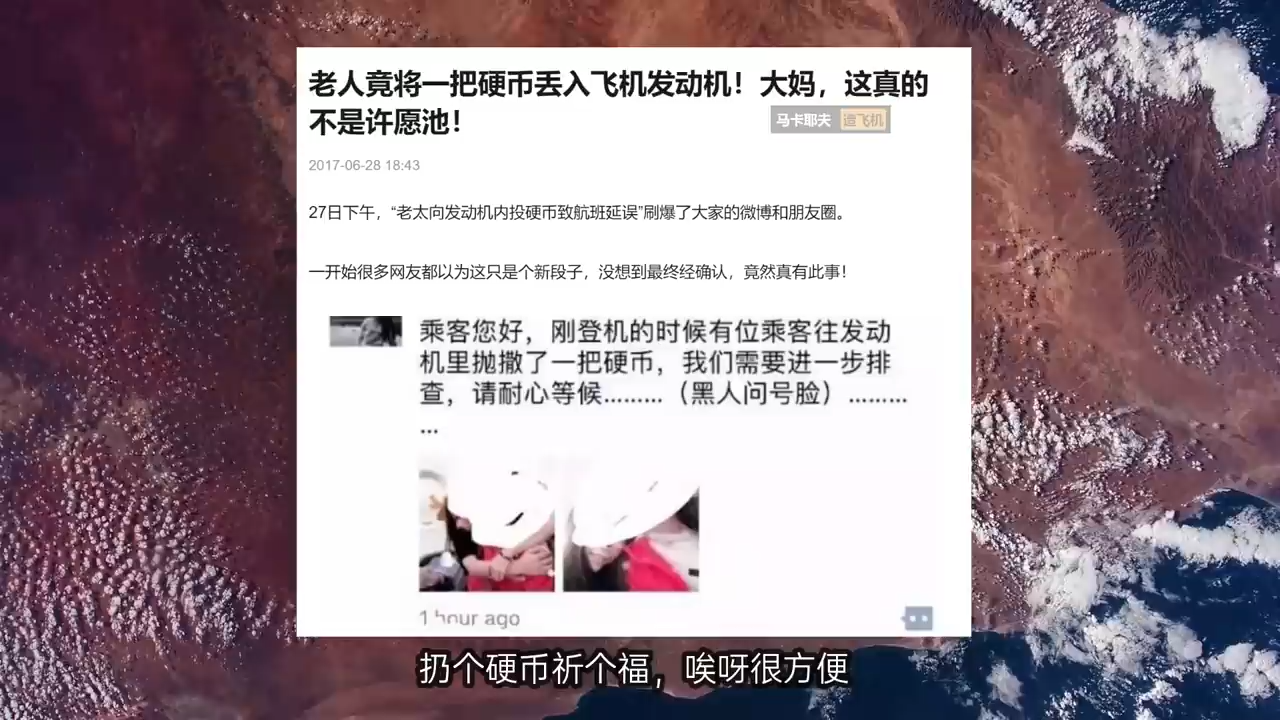 老人竟将一把硬币丢入飞机发动机！大妈，这真的
不是许愿池！
马卡耶夫 造飞机
2017-06-28 18:43
27日下午，“老太向发动机内投硬币致航班延误”刷爆了大家的微博和朋友圈。
一开始很多网友都以为这只是个新段子，没想到最终经确认，竟然真有此事！
乘客您好，刚登机的时候有位乘客往发动
机里抛撒了一把硬币，我们需要进一步排
查，请耐心等候………（黑人问号脸）………
…
1 hour ago
扔个硬币祈个福，唉呀很方便